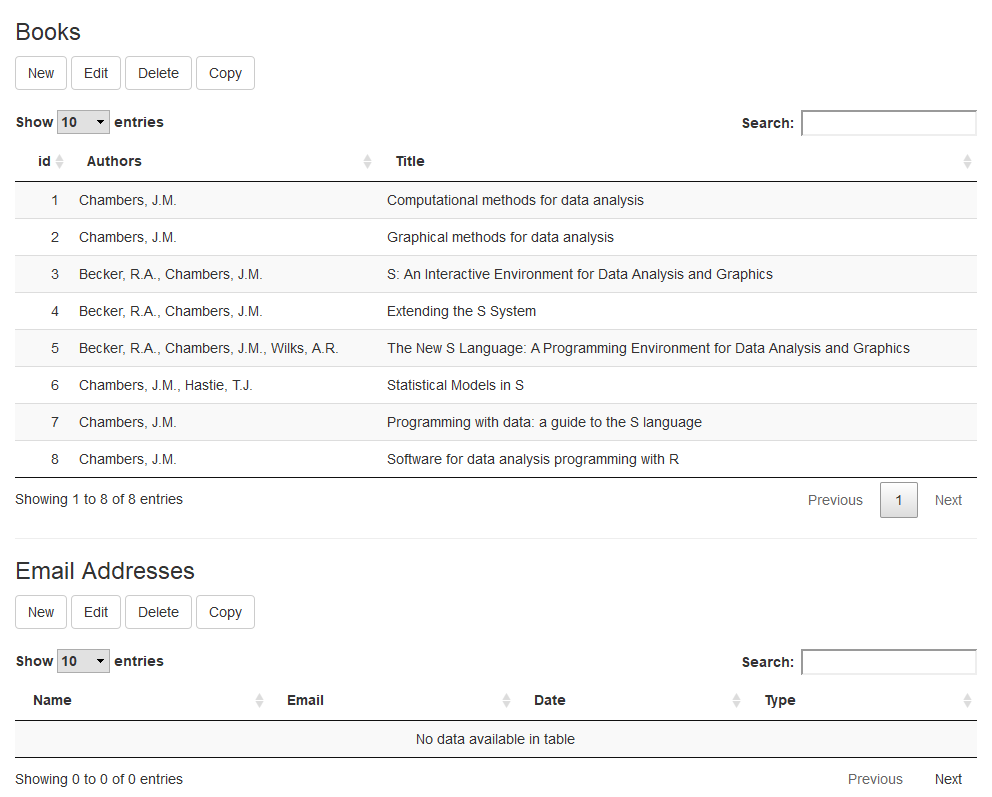 Books
New Edit Delete Copy
Show 10 entries Search:
id Authors Title
1 Chambers, J.M. Computational methods for data analysis
2 Chambers, J.M. Graphical methods for data analysis
3 Becker, R.A., Chambers, J.M. S: An Interactive Environment for Data Analysis and Graphics
4 Becker, R.A., Chambers, J.M. Extending the S System
5 Becker, R.A., Chambers, J.M., Wilks, A.R. The New S Language: A Programming Environment for Data Analysis and Graphics
6 Chambers, J.M., Hastie, T.J. Statistical Models in S
7 Chambers, J.M. Programming with data: a guide to the S language
8 Chambers, J.M. Software for data analysis programming with R
Showing 1 to 8 of 8 entries Previous 1 Next
Email Addresses
New Edit Delete Copy
Show 10 entries Search:
Name Email Date Type
No data available in table
Showing 0 to 0 of 0 entries Previous Next